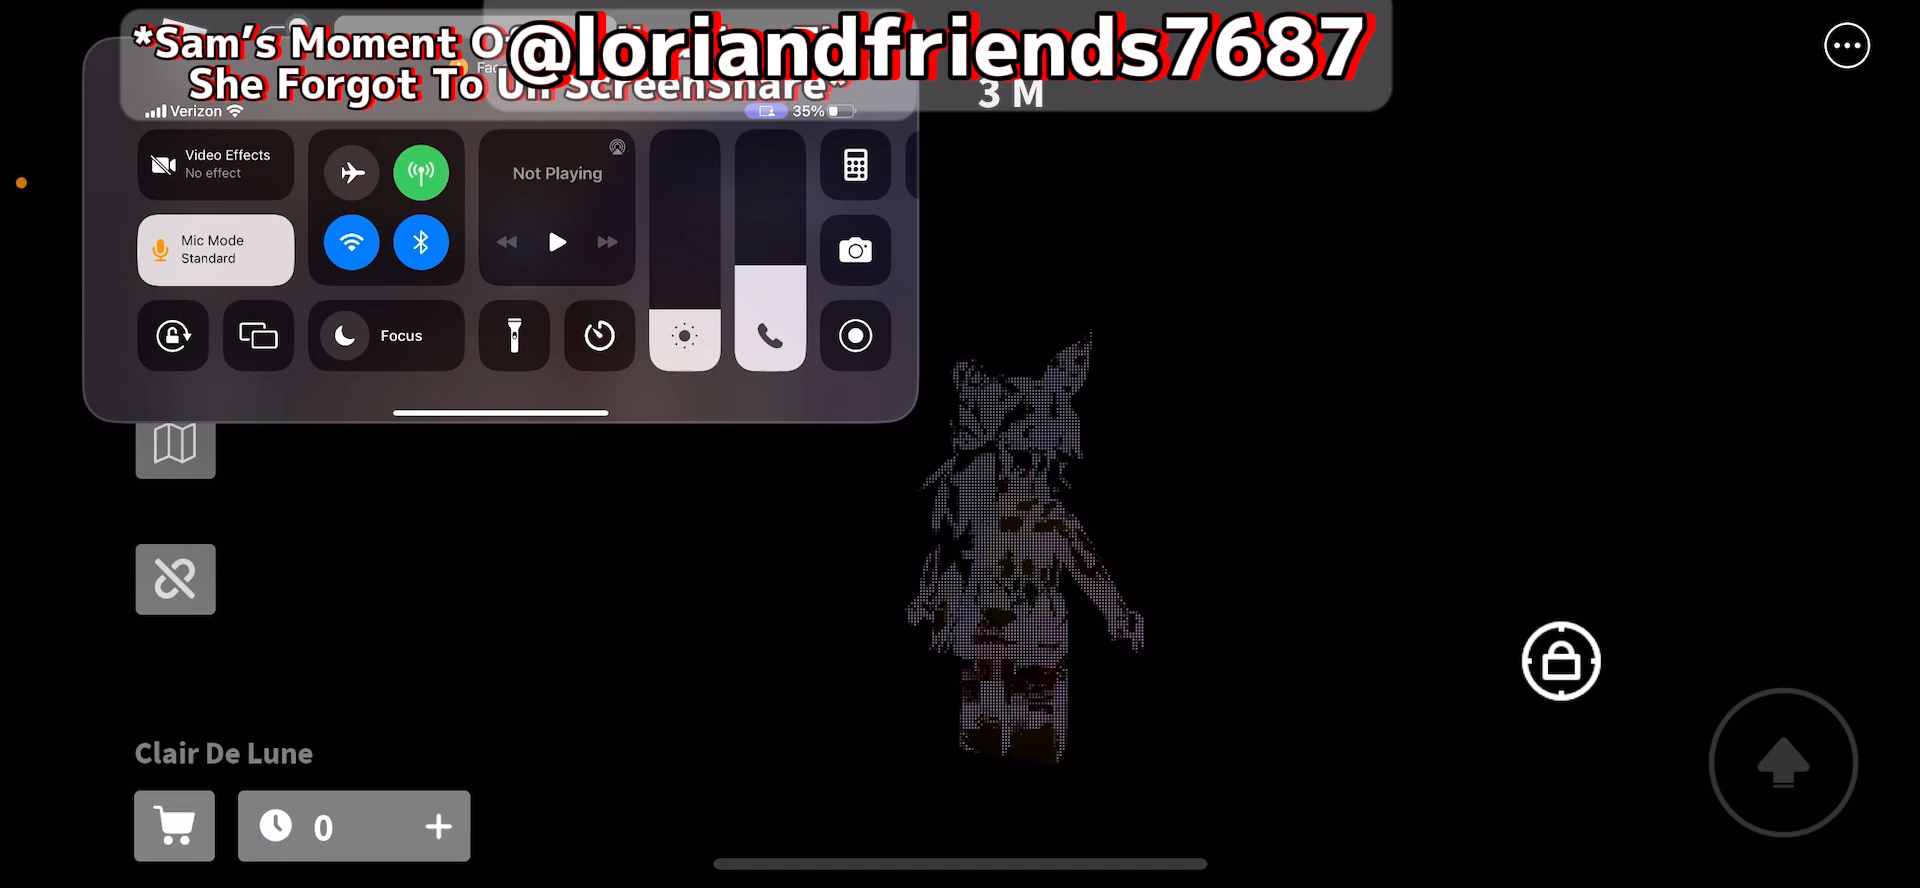 *Sam's Moment O
@loriandfriends7687
She Forgot To Un ScreenShare*
3 M
Verizon
35%
Video Effects
No effect
Not Playing
Mic Mode
Standard
Focus
Clair De Lune
0